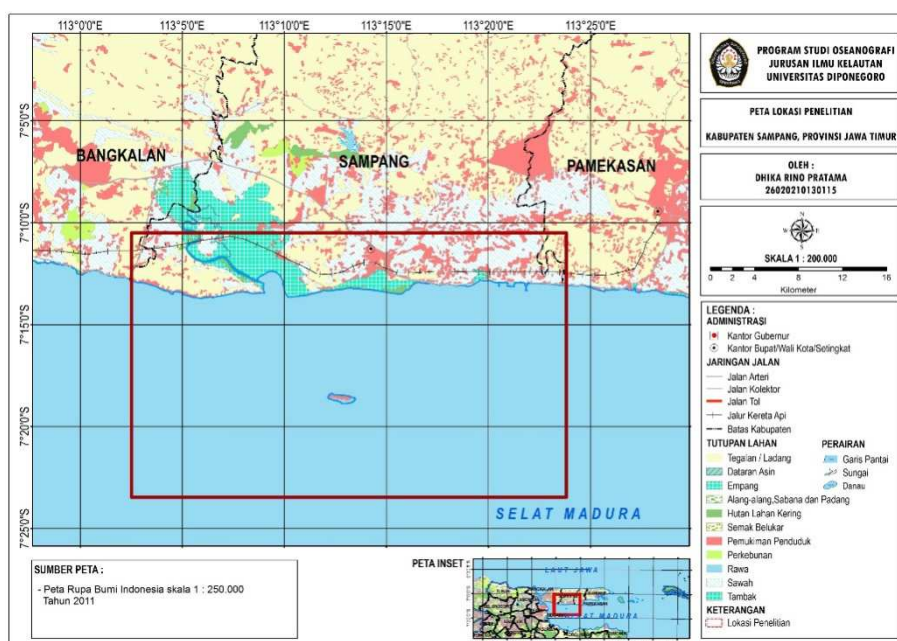 113°0'0"S 113°5'0"S 113°10'0"S 113°15'0"S 113°20'0"S 113°25'0"S
7°5'0"S
7°10'0"S
7°15'0"S
7°20'0"S
7°25'0"S
BANGKALAN
SAMPANG
PAMEKASAN
SELAT MADURA
PROGRAM STUDI OSEANOGRAFI
JURUSAN ILMU KELAUTAN
UNIVERSITAS DIPONEGORO
PETA LOKASI PENELITIAN
KABUPATEN SAMPANG, PROVINSI JAWA TIMUR
OLEH :
DHIKA RINO PRATAMA
26020210130115
N
W E
S
SKALA 1 : 200.000
0 2 4 8 12 16
Kilometer
LEGENDA :
ADMINISTRASI
Kantor Gubernur
Kantor Bupat/Wali Kota/Setingkat
JARINGAN JALAN
Jalan Arteri
Jalan Kolektor
Jalan Tol
Jalur Kereta Api
Batas Kabupaten
TUTUPAN LAHAN
Tegalan / Ladang
Dataran Asin
Empang
Alang-alang,Sabana dan Padang
Hutan Lahan Kering
Semak Belukar
Pemukiman Penduduk
Perkebunan
Rawa
Sawah
Tambak
PERAIRAN
Garis Pantai
Sungai
Danau
KETERANGAN
Lokasi Penelitian
SUMBER PETA :
- Peta Rupa Bumi Indonesia skala 1 : 250.000
Tahun 2011
PETA INSET
LAUT JAWA